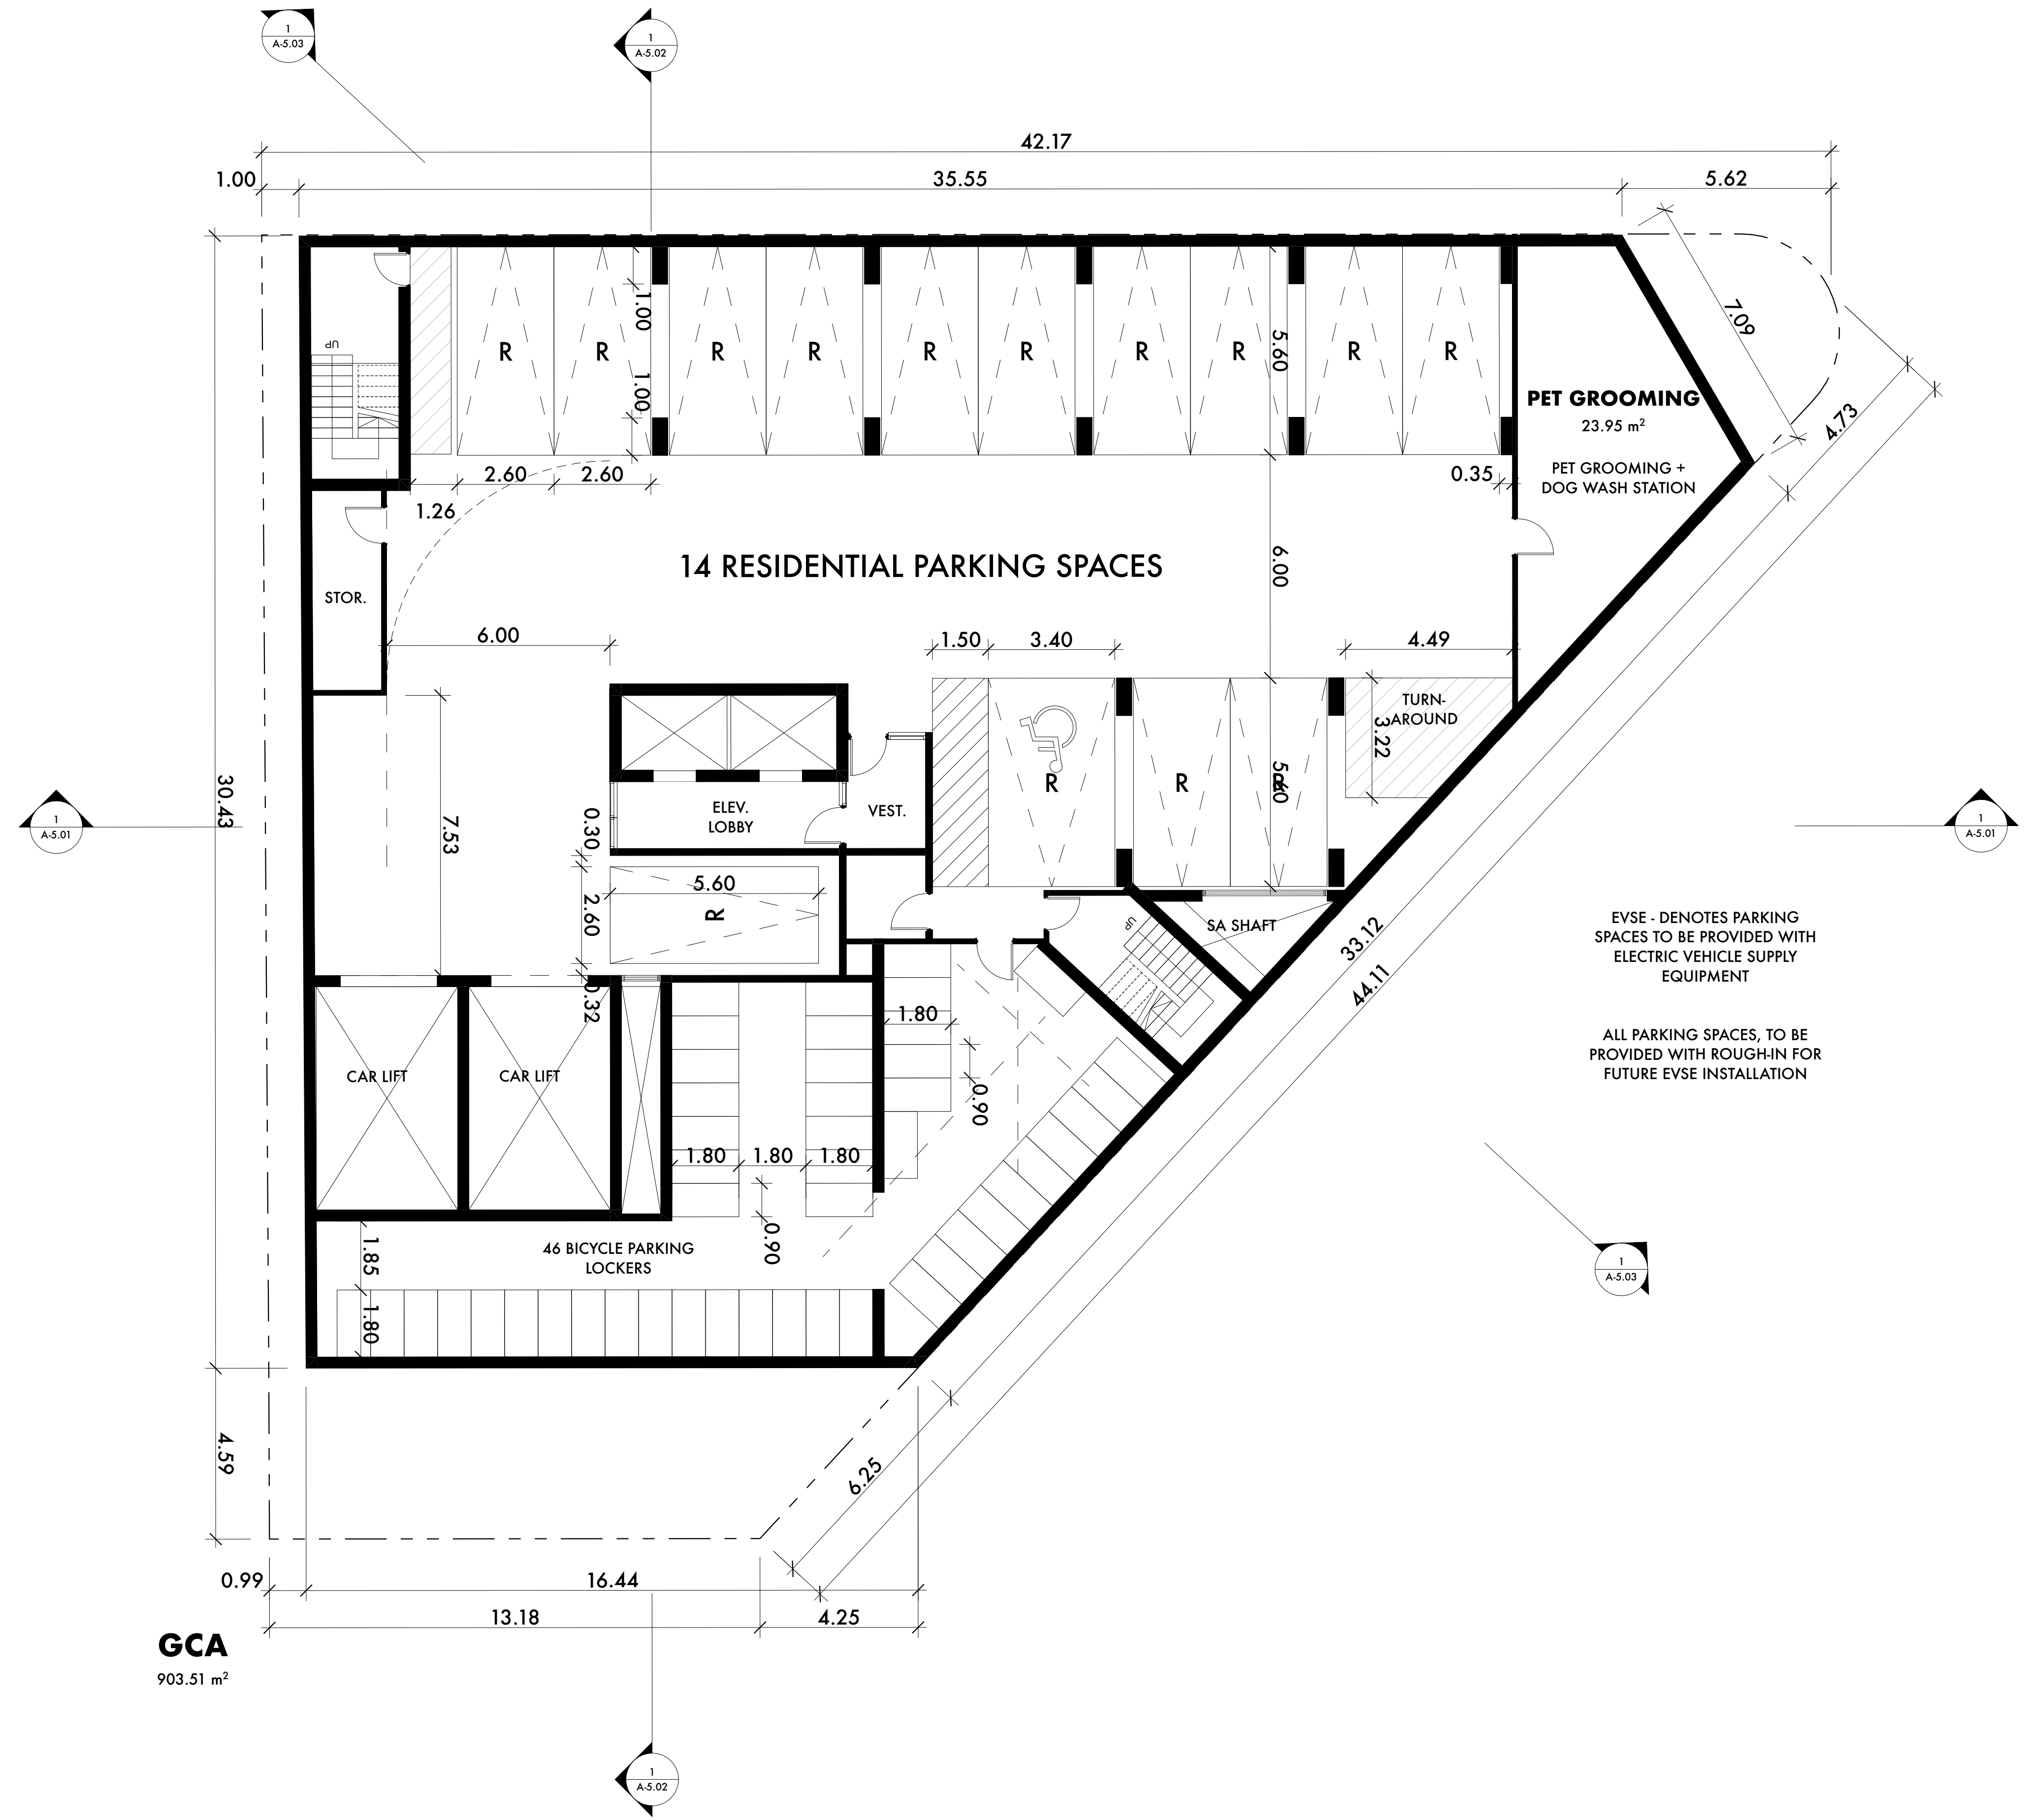 1
A-5.03
1
A-5.02
42.17
1.00
35.55
5.62
7.09
4.73
UP
R
R
R
R
R
R
R
R
R
R
1.00
1.00
5.60
PET GROOMING
23.95 m²
PET GROOMING +
DOG WASH STATION
2.60
2.60
0.35
1.26
14 RESIDENTIAL PARKING SPACES
6.00
STOR.
6.00
1.50
3.40
4.49
TURN-
AROUND
3.22
R
R
R
5.60
30.43
1
A-5.01
7.53
0.30
ELEV.
LOBBY
VEST.
1
A-5.01
5.60
2.60
R
UP
SA SHAFT
33.12
44.11
EVSE - DENOTES PARKING
SPACES TO BE PROVIDED WITH
ELECTRIC VEHICLE SUPPLY
EQUIPMENT
0.32
1.80
ALL PARKING SPACES, TO BE
PROVIDED WITH ROUGH-IN FOR
FUTURE EVSE INSTALLATION
CAR LIFT
CAR LIFT
0.90
1.80
1.80
1.80
0.90
1.85
46 BICYCLE PARKING
LOCKERS
1.80
1
A-5.03
4.59
6.25
0.99
16.44
13.18
4.25
GCA
903.51 m²
1
A-5.02